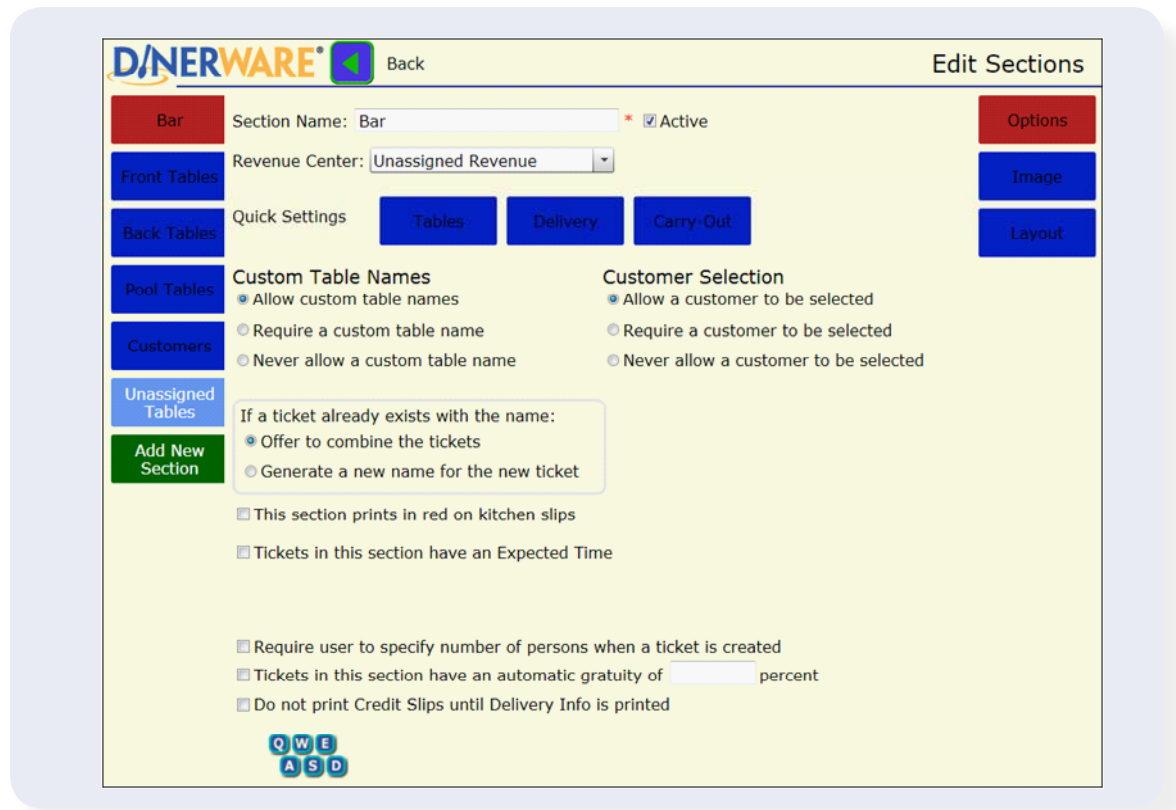 DINERWARE®
Back
Edit Sections
Bar
Section Name: Bar * Active
Options
Revenue Center: Unassigned Revenue
Front Tables
Image
Quick Settings
Tables
Delivery
Carry-Out
Back Tables
Layout
Custom Table Names
Customer Selection
Pool Tables
Allow custom table names
Allow a customer to be selected
Require a custom table name
Require a customer to be selected
Customers
Never allow a custom table name
Never allow a customer to be selected
Unassigned
Tables
If a ticket already exists with the name:
Offer to combine the tickets
Add New
Section
Generate a new name for the new ticket
This section prints in red on kitchen slips
Tickets in this section have an Expected Time
Require user to specify number of persons when a ticket is created
Tickets in this section have an automatic gratuity of percent
Do not print Credit Slips until Delivery Info is printed
Q W E
A S D